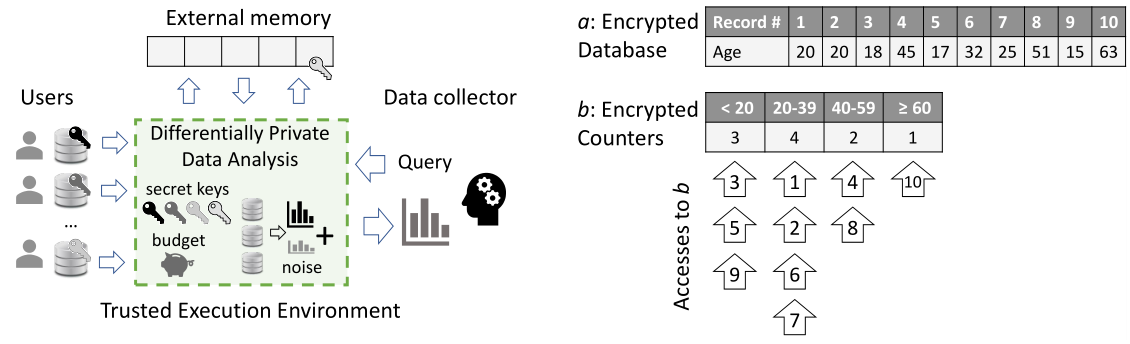 External memory
Users
Data collector
Differentially Private
Data Analysis
secret keys
budget
noise
+
...
Query
Trusted Execution Environment
a: Encrypted
Database
Record # 1 2 3 4 5 6 7 8 9 10
Age 20 20 18 45 17 32 25 51 15 63
b: Encrypted
Counters
< 20 20-39 40-59 ≥ 60
3 4 2 1
Accesses to b
3 1 4 10
5 2 8
9 6
7